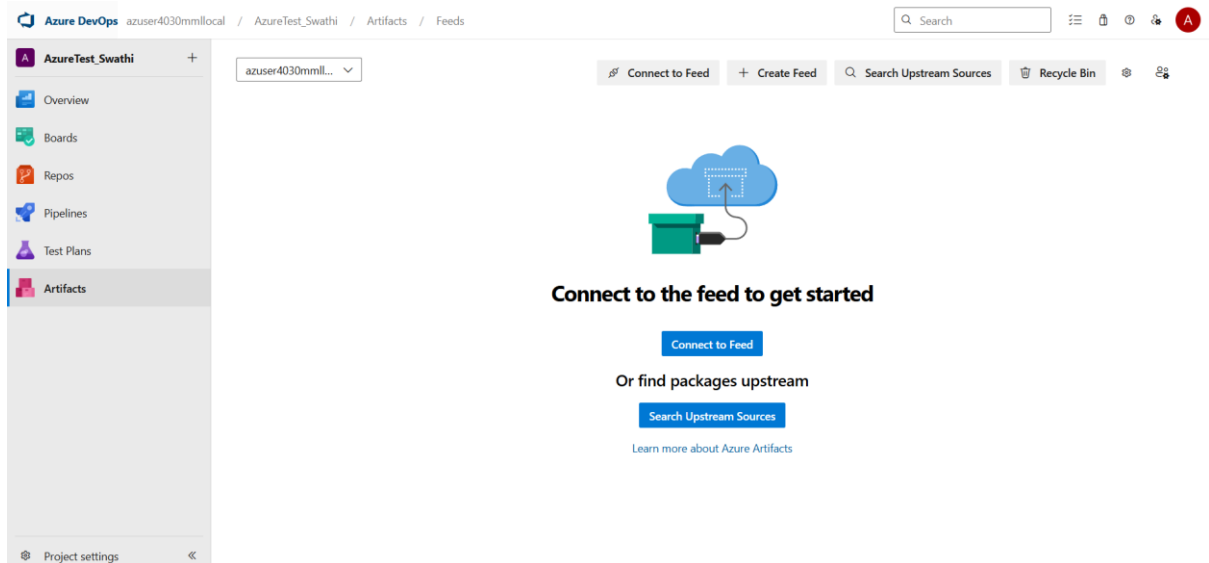 Azure DevOps azuser4030mmllocal / AzureTest_Swathi / Artifacts / Feeds Search A
A AzureTest_Swathi +
azuser4030mmll... Connect to Feed + Create Feed Search Upstream Sources Recycle Bin
Overview
Boards
Repos
Pipelines
Test Plans
Artifacts
Connect to the feed to get started
Connect to Feed
Or find packages upstream
Search Upstream Sources
Learn more about Azure Artifacts
Project settings